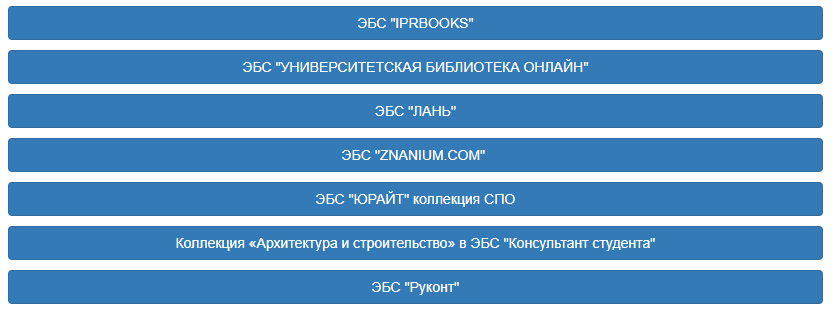 ЭБС "IPRBOOKS"
ЭБС "УНИВЕРСИТЕТСКАЯ БИБЛИОТЕКА ОНЛАЙН"
ЭБС "ЛАНЬ"
ЭБС "ZNANIUM.COM"
ЭБС "ЮРАЙТ" коллекция СПО
Коллекция «Архитектура и строительство» в ЭБС "Консультант студента"
ЭБС "Руконт"